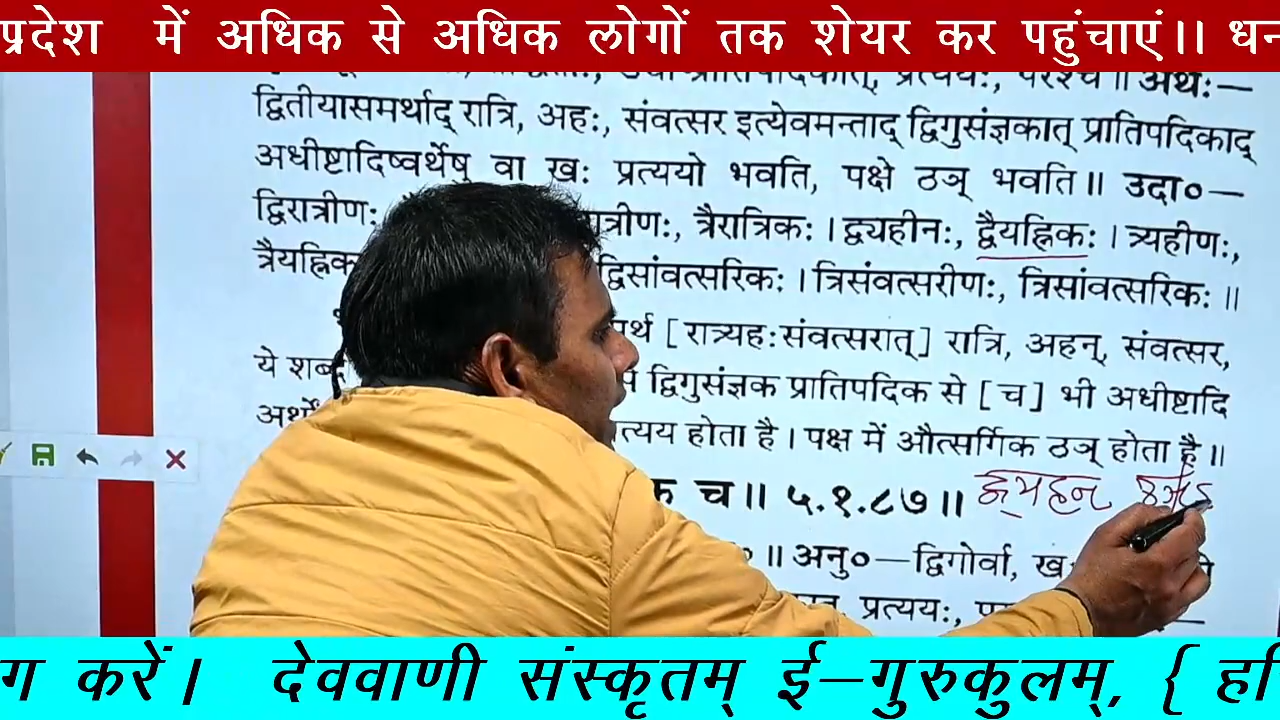 प्रदेश में अधिक से अधिक लोगों तक शेयर कर पहुंचाएं।।
प्रत्ययः, परश्च॥ अर्थः—
द्वितीयासमर्थाद् रात्रि, अहः, संवत्सर इत्येवमन्ताद् द्विगुसंज्ञकात् प्रातिपदिकाद्
अधीष्टादिष्वर्थेषु वा खः प्रत्ययो भवति, पक्षे ठञ् भवति॥ उदा०—
द्विरात्रीणः त्रैरात्रिकः। द्व्यहीनः, द्वैयह्निकः। त्र्यहीणः,
द्विसांवत्सरिकः। त्रिसंवत्सरीणः, त्रिसांवत्सरिकः॥
[रात्र्यहःसंवत्सरात्] रात्रि, अहन्, संवत्सर,
ये शब्द द्विगुसंज्ञक प्रातिपदिक से [च] भी अधीष्टादि
होता है। पक्ष में औत्सर्गिक ठञ् होता है॥
च॥ ५.१.८७॥ द्व्यहन्
॥ अनु०—द्विगोर्वा,
प्रत्ययः,
करें। देववाणी संस्कृतम् ई-गुरुकुलम्, {